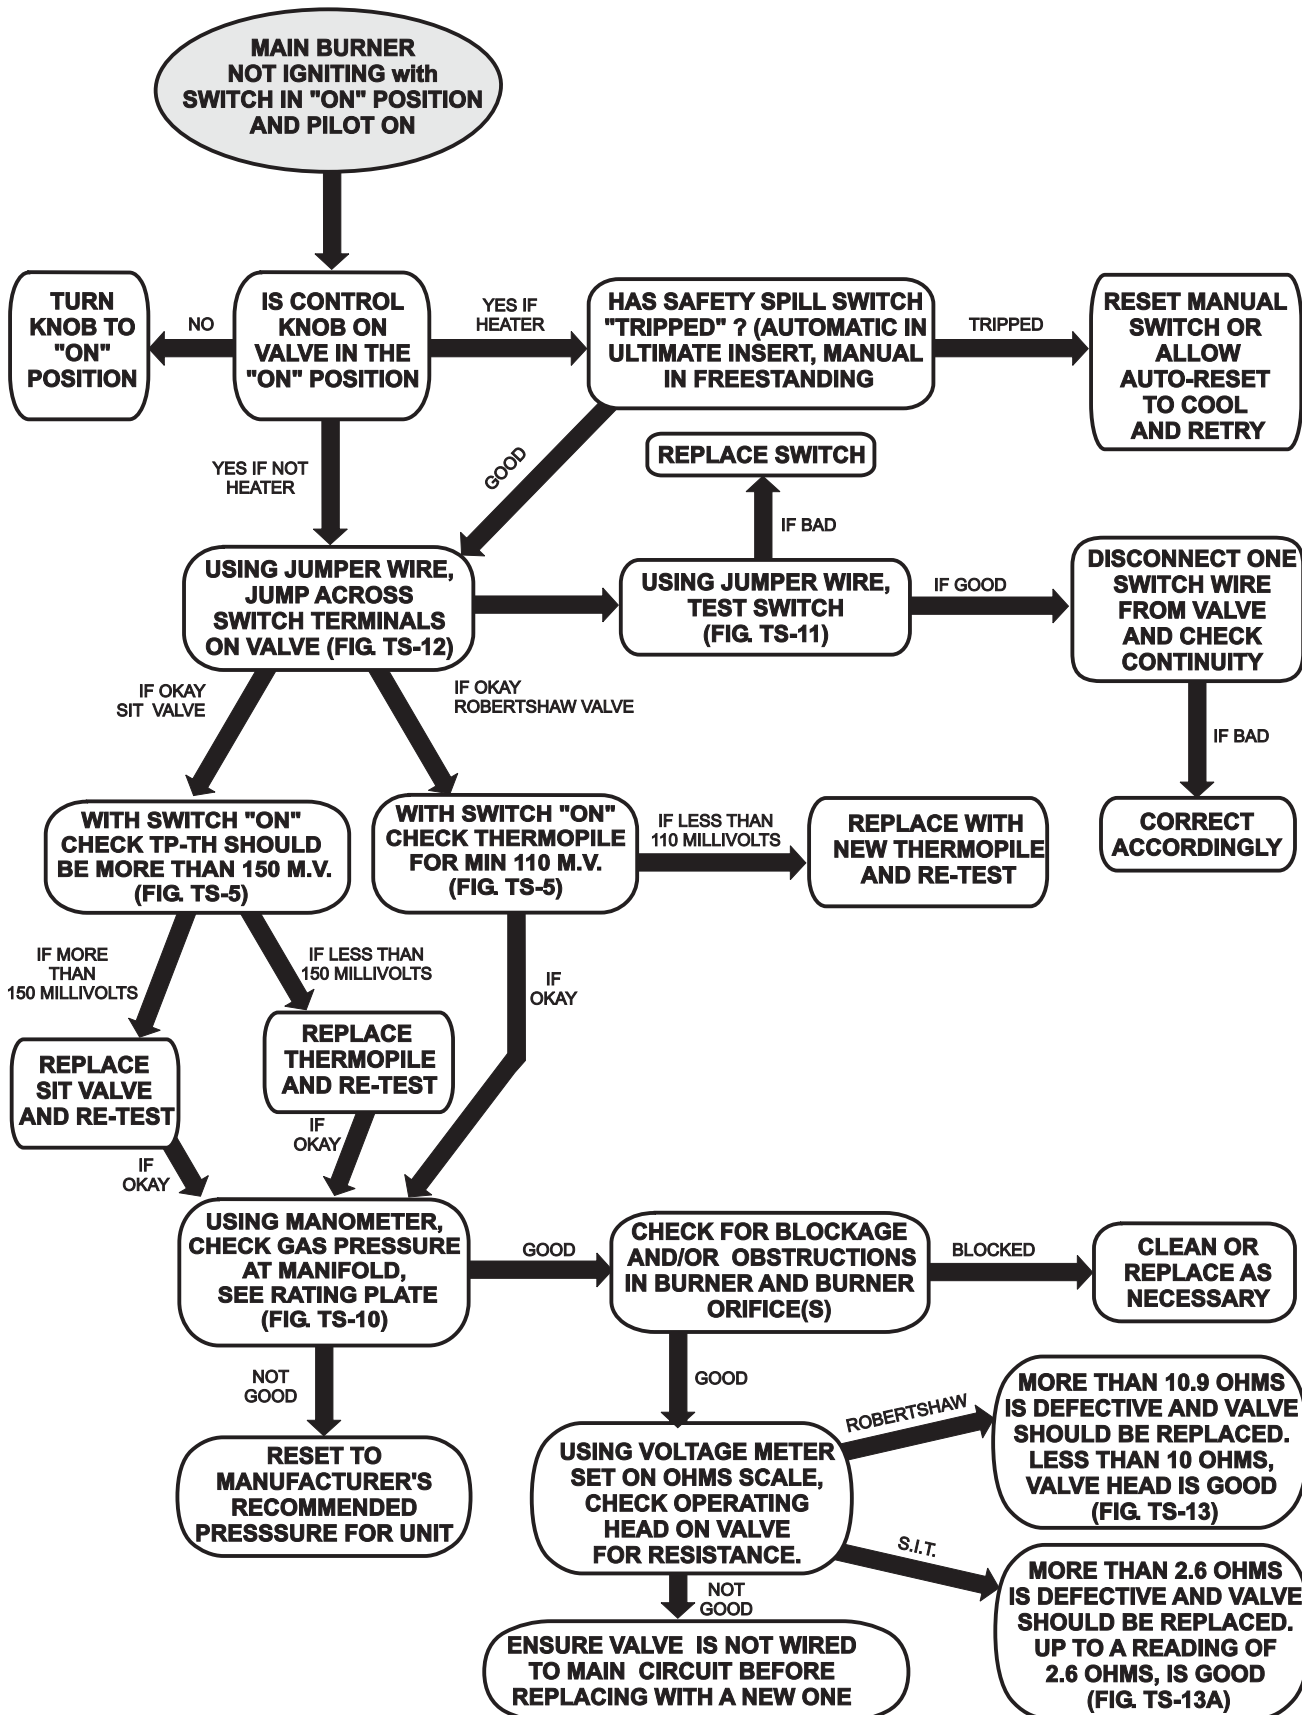 MAIN BURNER
NOT IGNITING with
SWITCH IN "ON" POSITION
AND PILOT ON
TURN
KNOB TO
"ON"
POSITION
NO
IS CONTROL
KNOB ON
VALVE IN THE
"ON" POSITION
YES IF
HEATER
HAS SAFETY SPILL SWITCH
"TRIPPED" ? (AUTOMATIC IN
ULTIMATE INSERT, MANUAL
IN FREESTANDING
TRIPPED
RESET MANUAL
SWITCH OR
ALLOW
AUTO-RESET
TO COOL
AND RETRY
YES IF NOT
HEATER
GOOD
REPLACE SWITCH
IF BAD
USING JUMPER WIRE,
JUMP ACROSS
SWITCH TERMINALS
ON VALVE (FIG. TS-12)
USING JUMPER WIRE,
TEST SWITCH
(FIG. TS-11)
IF GOOD
DISCONNECT ONE
SWITCH WIRE
FROM VALVE
AND CHECK
CONTINUITY
IF BAD
CORRECT
ACCORDINGLY
IF OKAY
SIT VALVE
IF OKAY
ROBERTSHAW VALVE
WITH SWITCH "ON"
CHECK TP-TH SHOULD
BE MORE THAN 150 M.V.
(FIG. TS-5)
WITH SWITCH "ON"
CHECK THERMOPILE
FOR MIN 110 M.V.
(FIG. TS-5)
IF LESS THAN
110 MILLIVOLTS
REPLACE WITH
NEW THERMOPILE
AND RE-TEST
IF MORE
THAN
150 MILLIVOLTS
IF LESS THAN
150 MILLIVOLTS
IF
OKAY
REPLACE
SIT VALVE
AND RE-TEST
REPLACE
THERMOPILE
AND RE-TEST
IF
OKAY
IF
OKAY
USING MANOMETER,
CHECK GAS PRESSURE
AT MANIFOLD,
SEE RATING PLATE
(FIG. TS-10)
GOOD
CHECK FOR BLOCKAGE
AND/OR OBSTRUCTIONS
IN BURNER AND BURNER
ORIFICE(S)
BLOCKED
CLEAN OR
REPLACE AS
NECESSARY
NOT
GOOD
RESET TO
MANUFACTURER'S
RECOMMENDED
PRESSSURE FOR UNIT
GOOD
USING VOLTAGE METER
SET ON OHMS SCALE,
CHECK OPERATING
HEAD ON VALVE
FOR RESISTANCE.
ROBERTSHAW
MORE THAN 10.9 OHMS
IS DEFECTIVE AND VALVE
SHOULD BE REPLACED.
LESS THAN 10 OHMS,
VALVE HEAD IS GOOD
(FIG. TS-13)
S.I.T.
MORE THAN 2.6 OHMS
IS DEFECTIVE AND VALVE
SHOULD BE REPLACED.
UP TO A READING OF
2.6 OHMS, IS GOOD
(FIG. TS-13A)
NOT
GOOD
ENSURE VALVE IS NOT WIRED
TO MAIN CIRCUIT BEFORE
REPLACING WITH A NEW ONE